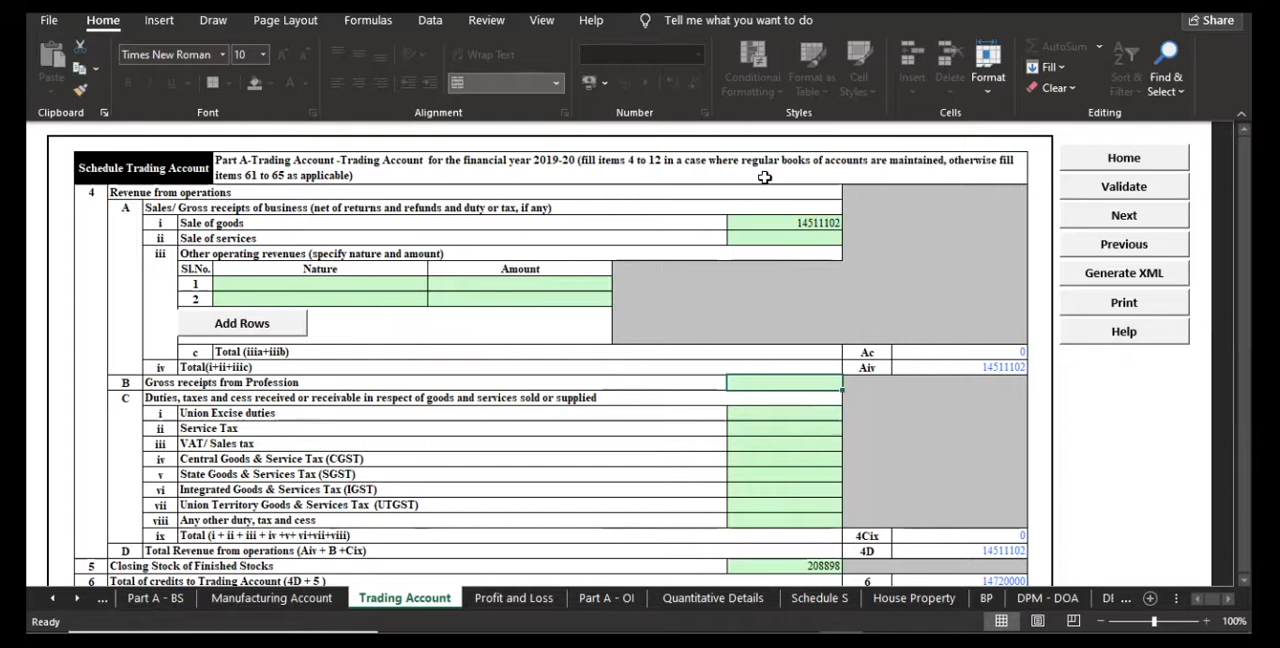 File Home Insert Draw Page Layout Formulas Data Review View Help Tell me what you want to do Share
Times New Roman 10 Wrap Text AutoSum
Paste Conditional Format as Cell Insert Delete Format Fill Sort & Find &
Formatting Table Styles Clear Filter Select
Clipboard Font Alignment Number Styles Cells Editing
Schedule Trading Account Part A-Trading Account -Trading Account for the financial year 2019-20 (fill items 4 to 12 in a case where regular books of accounts are maintained, otherwise fill
items 61 to 65 as applicable)
4 Revenue from operations
A Sales/ Gross receipts of business (net of returns and refunds and duty or tax, if any)
i Sale of goods 14511102
ii Sale of services
iii Other operating revenues (specify nature and amount)
Sl.No. Nature Amount
1
2
Add Rows
c Total (iiia+iiib) Ac 0
iv Total(i+ii+iiic) Aiv 14511102
B Gross receipts from Profession
C Duties, taxes and cess received or receivable in respect of goods and services sold or supplied
i Union Excise duties
ii Service Tax
iii VAT/ Sales tax
iv Central Goods & Service Tax (CGST)
v State Goods & Services Tax (SGST)
vi Integrated Goods & Services Tax (IGST)
vii Union Territory Goods & Services Tax (UTGST)
viii Any other duty, tax and cess
ix Total (i + ii + iii + iv +v+ vi+vii+viii) 4Cix 0
D Total Revenue from operations (Aiv + B +Cix) 4D 14511102
5 Closing Stock of Finished Stocks 208898
6 Total of credits to Trading Account (4D + 5 ) 6 14720000
Home
Validate
Next
Previous
Generate XML
Print
Help
... Part A - BS Manufacturing Account Trading Account Profit and Loss Part A - OI Quantitative Details Schedule S House Property BP DPM - DOA DI ...
Ready 100%